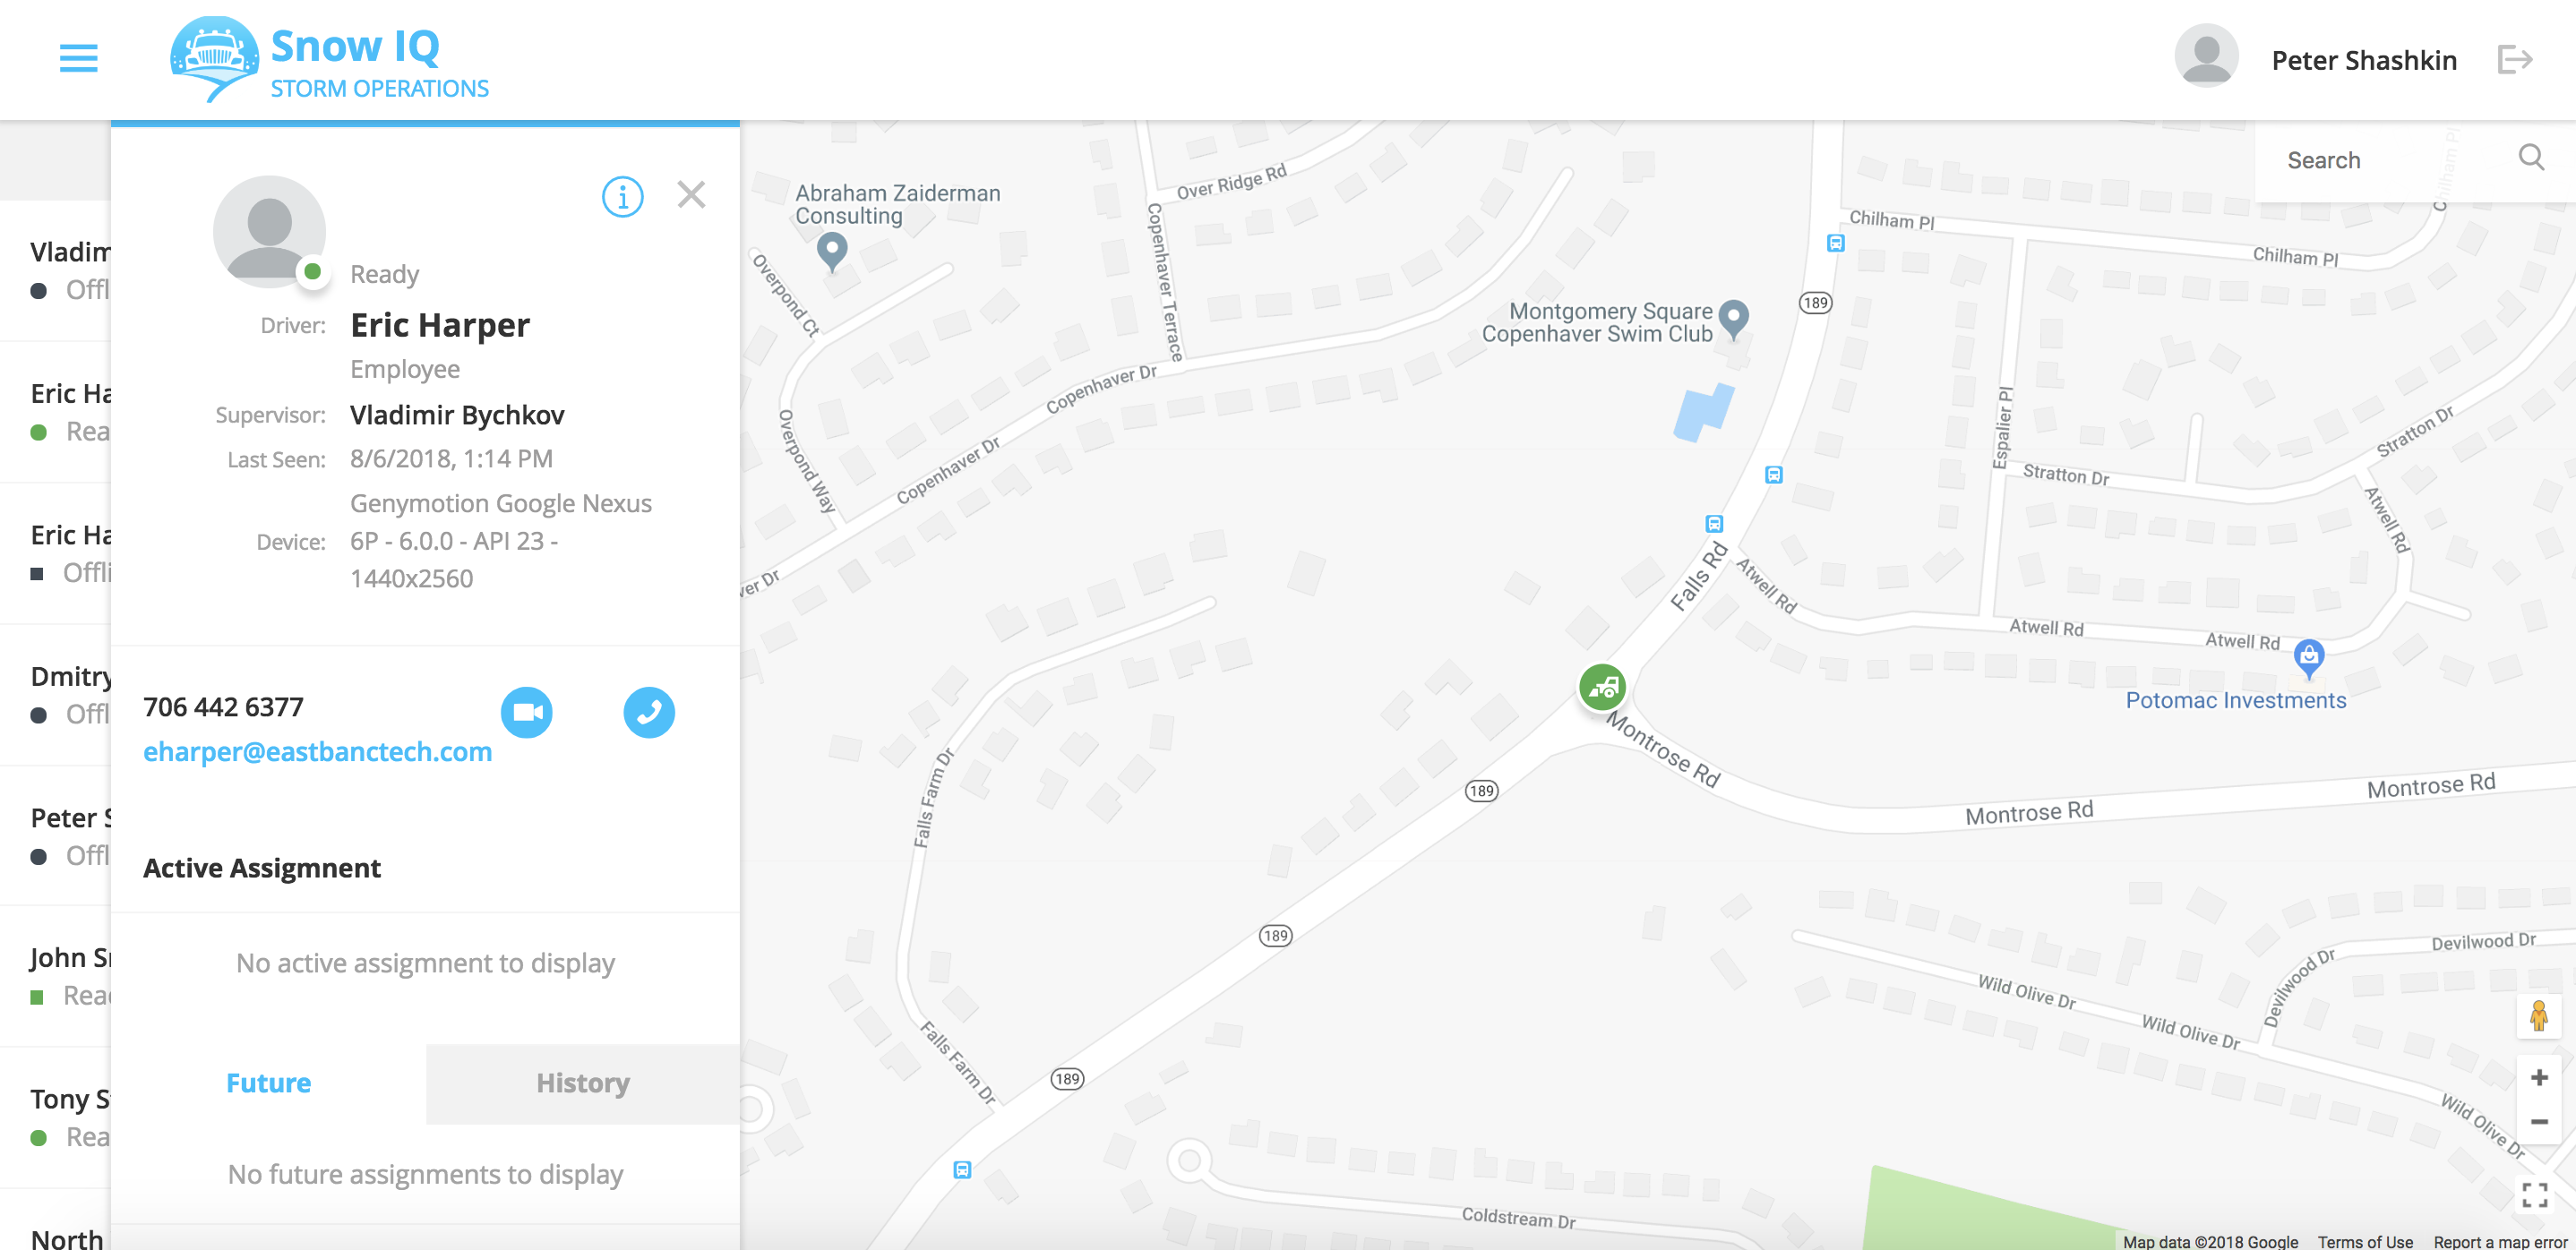 Snow IQ
STORM OPERATIONS
Peter Shashkin
Vladim
Offl
Eric Ha
Rea
Eric Ha
Offli
Dmitry
Offl
Peter S
Offl
John S
Read
Tony S
Rea
North
Ready
Driver: Eric Harper
Employee
Supervisor: Vladimir Bychkov
Last Seen: 8/6/2018, 1:14 PM
Device: Genymotion Google Nexus
6P - 6.0.0 - API 23 -
1440x2560
706 442 6377
eharper@eastbanctech.com
Active Assigmnent
No active assigmnent to display
Future
History
No future assignments to display
Search
Abraham Zaiderman
Consulting
Over Ridge Rd
Copenhaver Terrace
Overpond Ct
Overpond Way
Copenhaver Dr
Copenhaver Dr
ver Dr
Montgomery Square
Copenhaver Swim Club
189
Chilham Pl
Chilham Pl
Chilham Pl
Espalier Pl
Stratton Dr
Stratton Dr
Atwell Rd
Falls Rd
Atwell Rd
Atwell Rd
Atwell Rd
Potomac Investments
Montrose Rd
Montrose Rd
Montrose Rd
189
Falls Farm Dr
189
Falls Farm Dr
189
Devilwood Dr
Devilwood Dr
Wild Olive Dr
Wild Olive Dr
Wild Olive Dr
Coldstream Dr
Map data ©2018 Google
Terms of Use
Report a map error